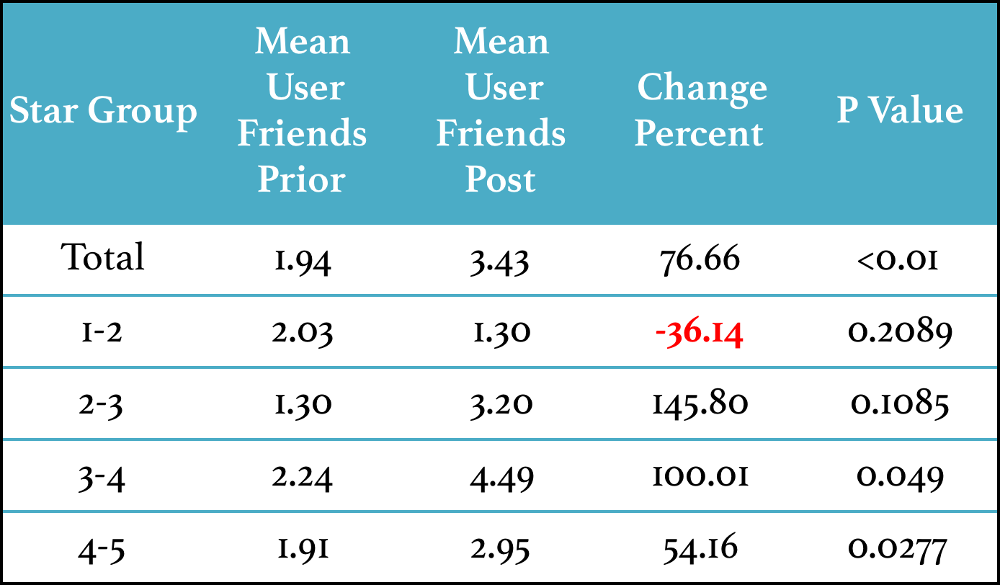 Star Group
Mean
User
Friends
Prior
Mean
User
Friends
Post
Change
Percent
P Value
Total 1.94 3.43 76.66 <0.01
1-2 2.03 1.30 -36.14 0.2089
2-3 1.30 3.20 145.80 0.1085
3-4 2.24 4.49 100.01 0.049
4-5 1.91 2.95 54.16 0.0277